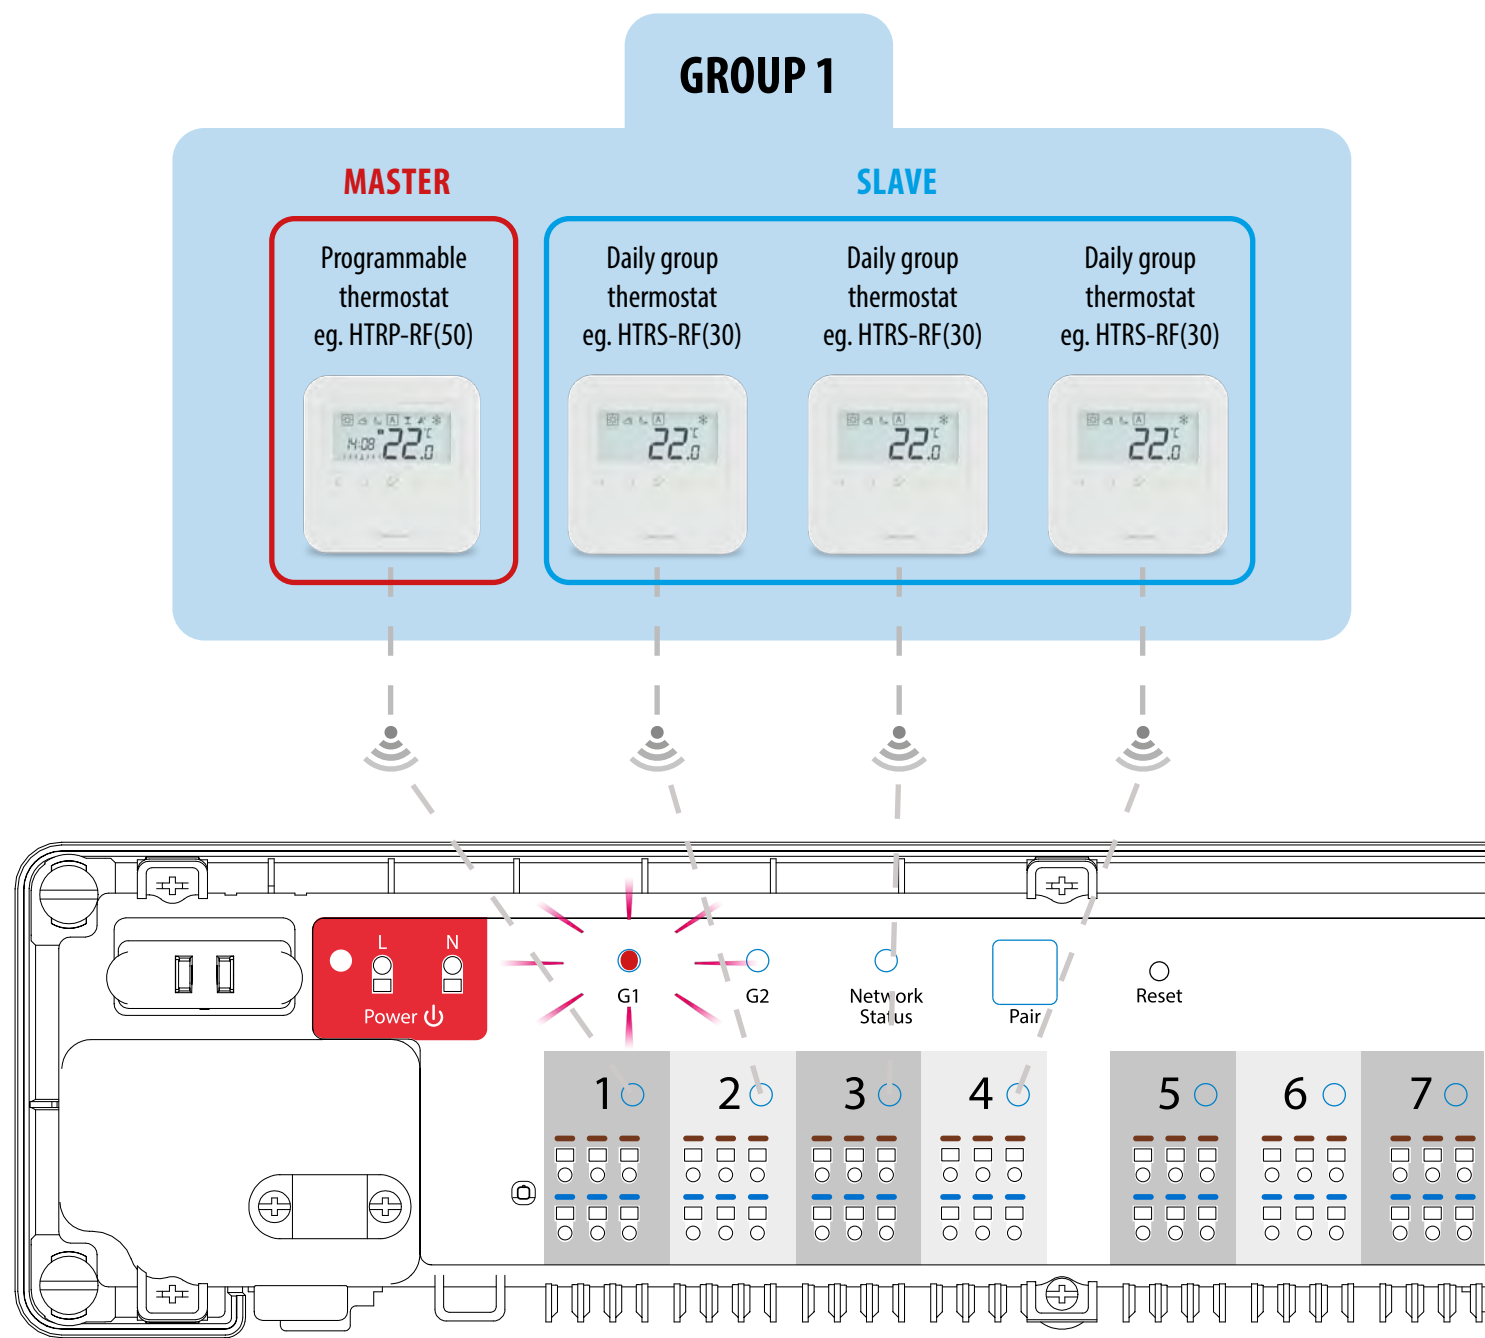 GROUP 1
MASTER
SLAVE
Programmable
thermostat
eg. HTRP-RF(50)
Daily group
thermostat
eg. HTRS-RF(30)
Daily group
thermostat
eg. HTRS-RF(30)
Daily group
thermostat
eg. HTRS-RF(30)
A
14:08 22.0 °C
A
22.0 °C
A
22.0 °C
A
22.0 °C
L N
Power
G1
G2
Network
Status
Pair
Reset
1 2 3 4 5 6 7